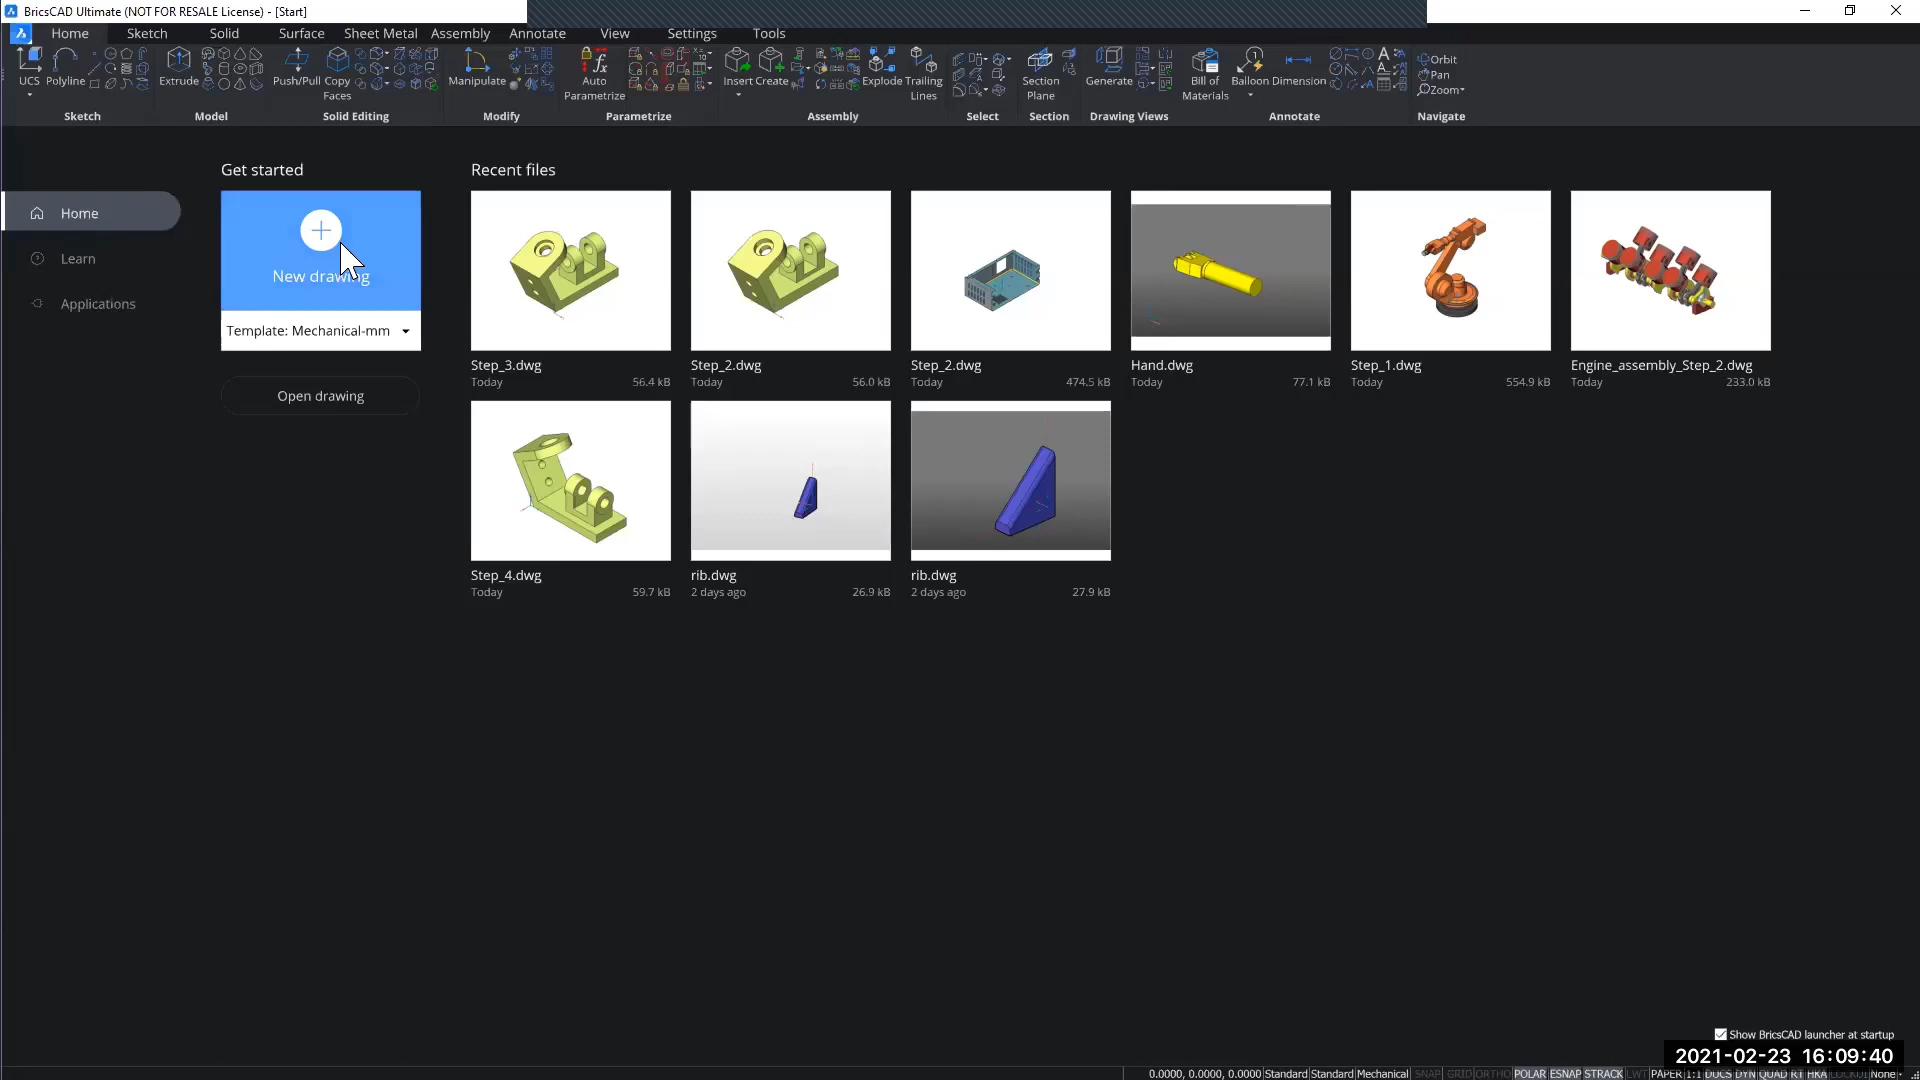 BricsCAD Ultimate (NOT FOR RESALE License) - [Start]
Home Sketch Solid Surface Sheet Metal Assembly Annotate View Settings Tools
UCS Polyline Extrude Push/Pull Copy Faces Manipulate Auto Parametrize Insert Create Explode Trailing Lines Section Plane Generate Bill of Materials Balloon Dimension
Orbit
Pan
Zoom
Sketch Model Solid Editing Modify Parametrize Assembly Select Section Drawing Views Annotate Navigate
Home
Learn
Applications
Get started
New drawing
Template: Mechanical-mm
Open drawing
Recent files
Step_3.dwg
Today 56.4 kB
Step_2.dwg
Today 56.0 kB
Step_2.dwg
Today 474.5 kB
Hand.dwg
Today 77.1 kB
Step_1.dwg
Today 554.9 kB
Engine_assembly_Step_2.dwg
Today 233.0 kB
Step_4.dwg
Today 59.7 kB
rib.dwg
2 days ago 26.9 kB
rib.dwg
2 days ago 27.9 kB
Show BricsCAD launcher at startup
2021-02-23 16:09:40
0.0000, 0.0000, 0.0000 Standard Standard Mechanical SNAP GRID ORTHO POLAR ESNAP STRACK LWT PAPER 1:1 DUCS DYN QUAD RT HKA LOCKUI None